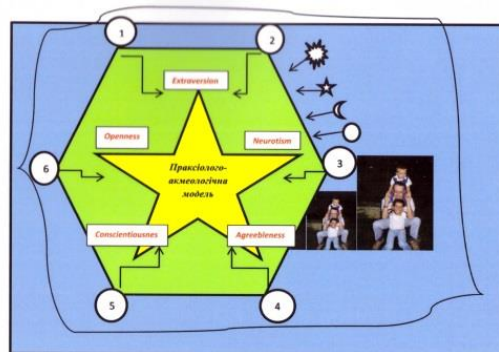 1
2
Extraversion
Openness
Neurotism
6
3
Праксіолого-
акмеологічна
модель
Conscientiousnes
Agreebleness
5
4